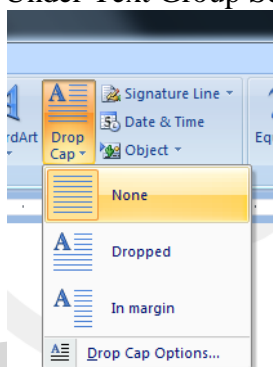 Under Text Group Se
Signature Line
Date & Time
Object
rdArt
Drop
Cap
Eq
None
Dropped
In margin
Drop Cap Options...